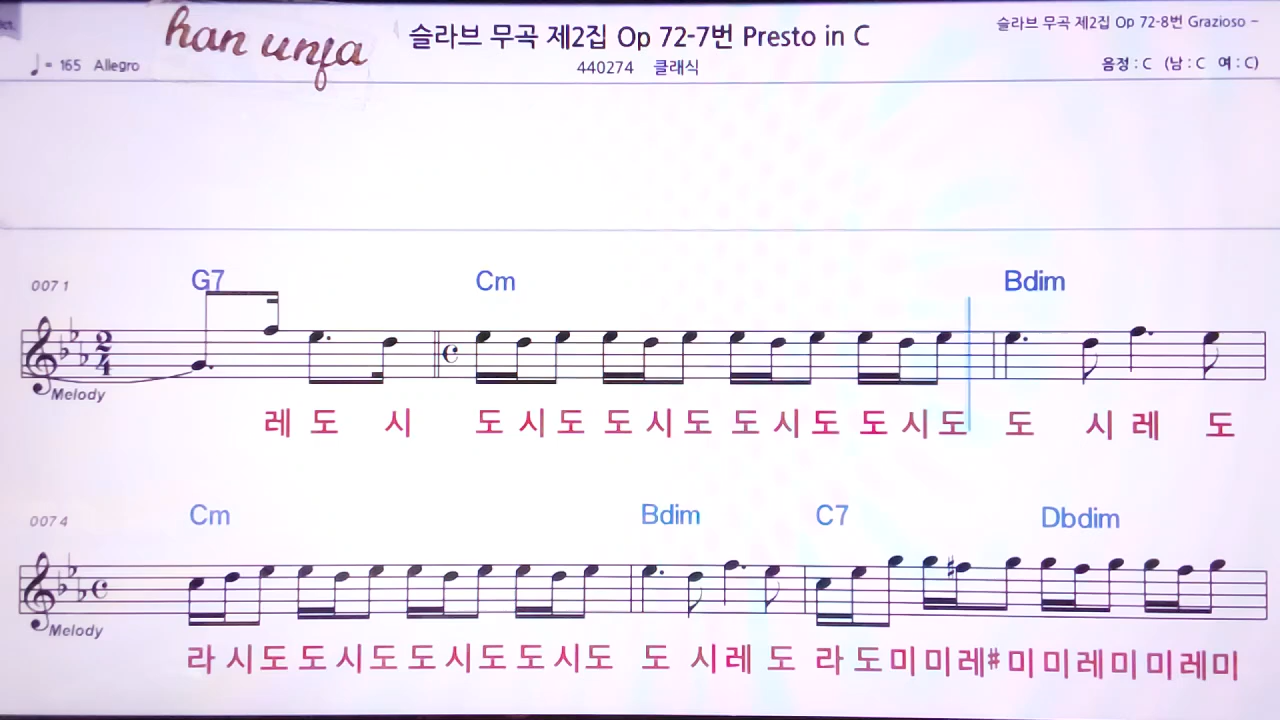 han unfa
슬라브 무곡 제2집 Op 72-7번 Presto in C
슬라브 무곡 제2집 Op 72-8번 Grazioso –
♩ = 165 Allegro
440274 클래식
음정 : C (남 : C 여 : C)
0071
G7 Cm Bdim
2
4
Melody
레 도 시 도 시 도 도 시 도 도 시 도 도 시 도 도 시 레 도
0074
Cm Bdim C7 Dbdim
Melody
라 시 도 도 시 도 도 시 도 도 시 도 도 시 레 도 라 도 미 미 레# 미 미 레 미 미 레 미